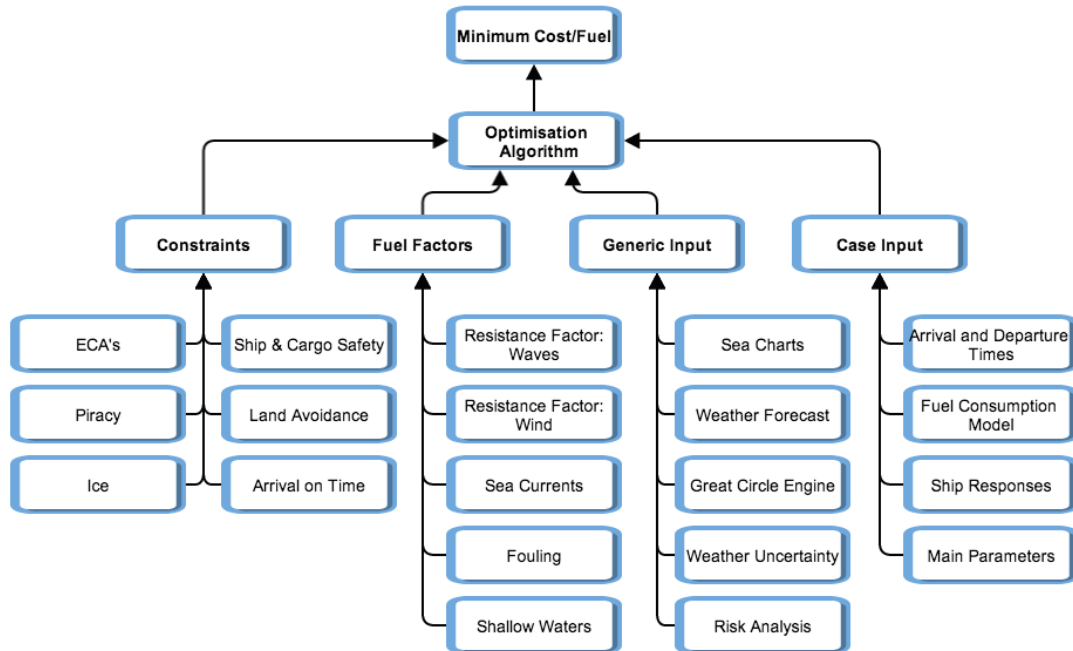 Minimum Cost/Fuel
Optimisation
Algorithm
Constraints
Fuel Factors
Generic Input
Case Input
ECA's
Ship & Cargo Safety
Piracy
Land Avoidance
Ice
Arrival on Time
Resistance Factor:
Waves
Resistance Factor:
Wind
Sea Currents
Fouling
Shallow Waters
Sea Charts
Weather Forecast
Great Circle Engine
Weather Uncertainty
Risk Analysis
Arrival and Departure
Times
Fuel Consumption
Model
Ship Responses
Main Parameters